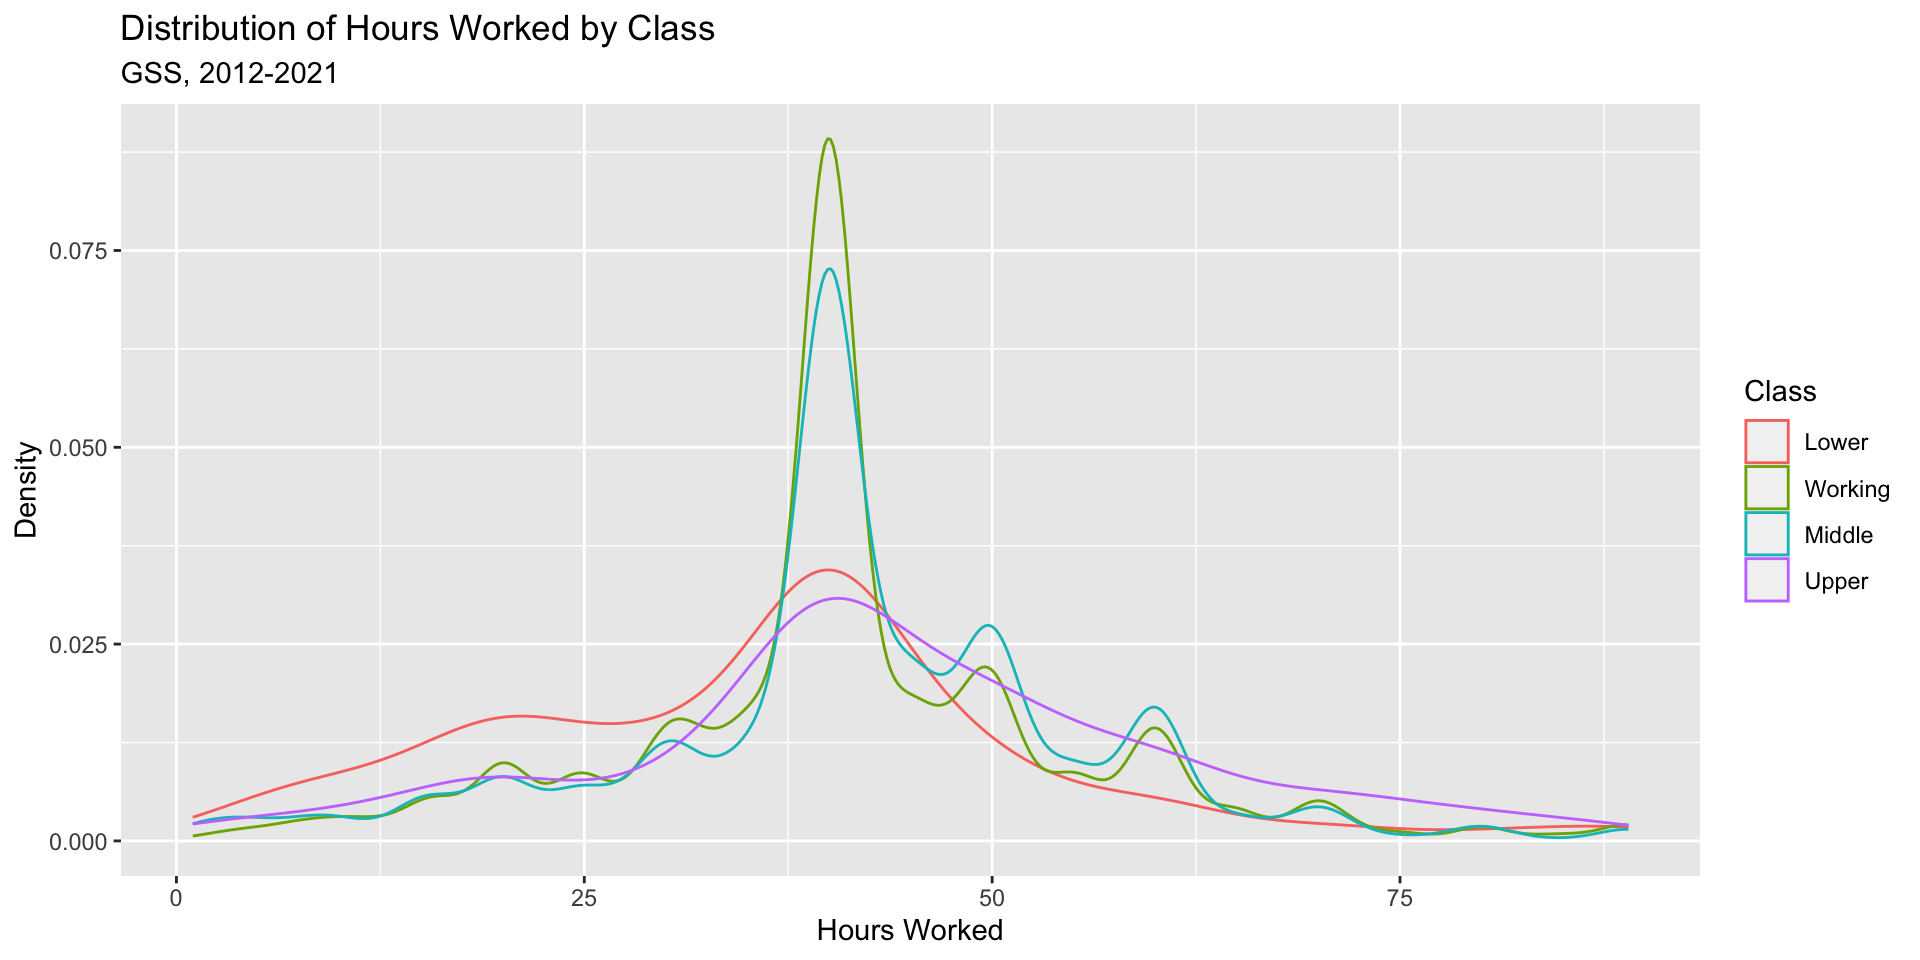 Distribution of Hours Worked by Class
GSS, 2012-2021
Density
0.075
0.050
0.025
0.000
0 25 50 75
Hours Worked
Class
Lower
Working
Middle
Upper